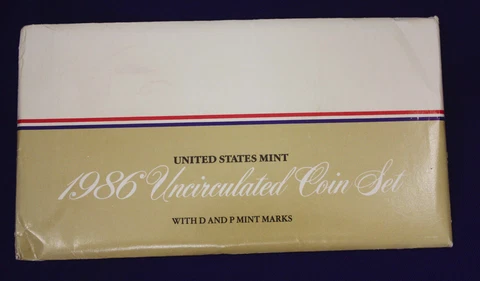 UNITED STATES MINT
1986 Uncirculated Coin Set
WITH D AND P MINT MARKS